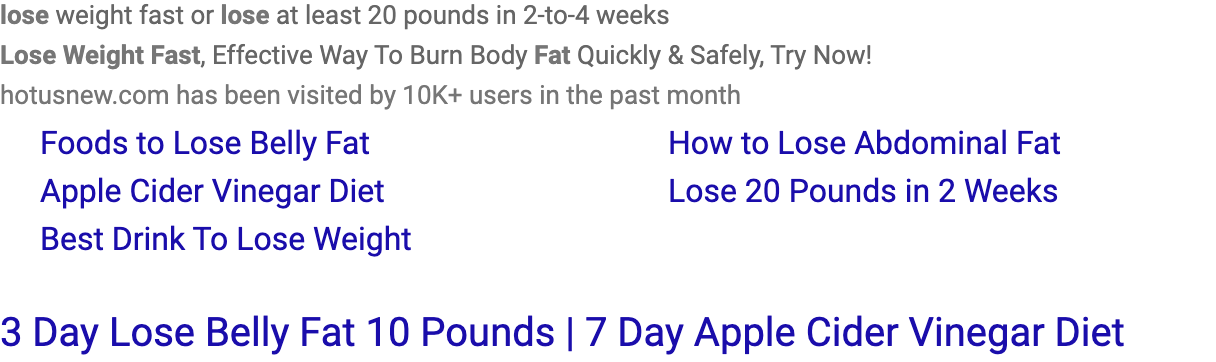 lose weight fast or lose at least 20 pounds in 2-to-4 weeks
Lose Weight Fast, Effective Way To Burn Body Fat Quickly & Safely, Try Now!
hotusnew.com has been visited by 10K+ users in the past month
Foods to Lose Belly Fat
How to Lose Abdominal Fat
Apple Cider Vinegar Diet
Lose 20 Pounds in 2 Weeks
Best Drink To Lose Weight
3 Day Lose Belly Fat 10 Pounds | 7 Day Apple Cider Vinegar Diet